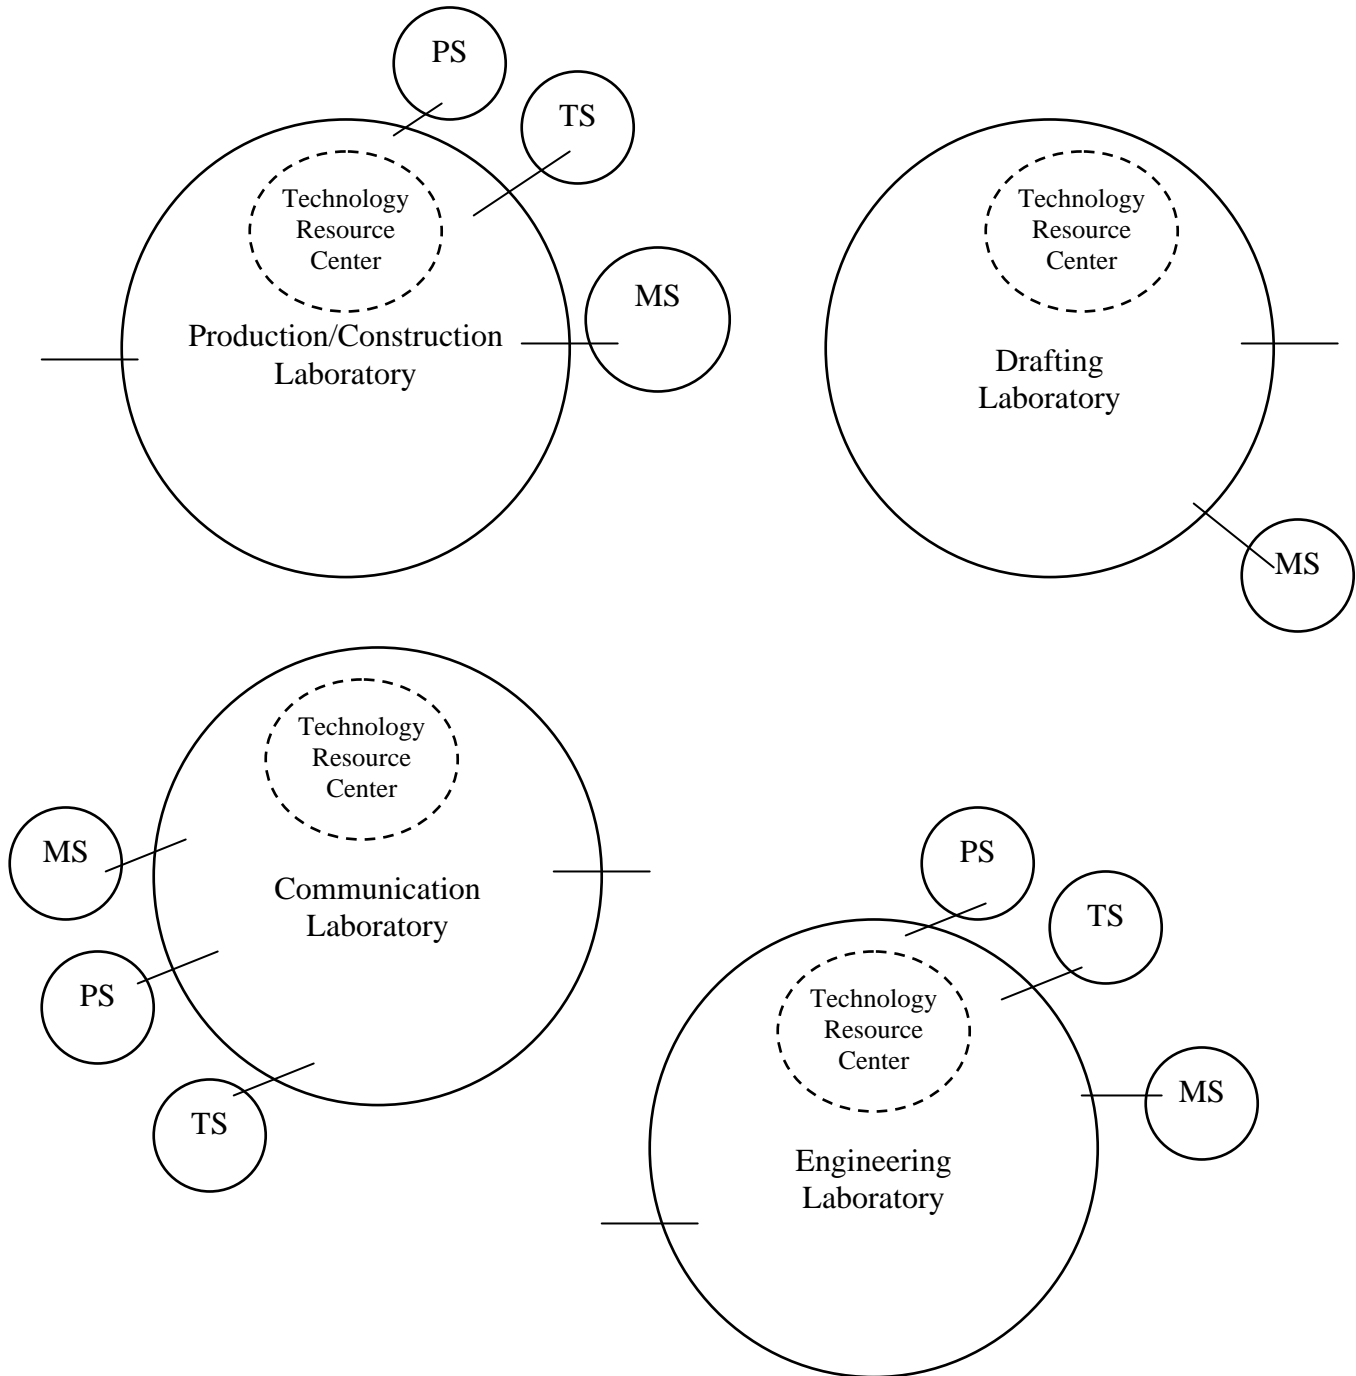 PS
TS
Technology
Resource
Center
MS
Production/Construction
Laboratory
Technology
Resource
Center
Drafting
Laboratory
MS
Technology
Resource
Center
MS
Communication
Laboratory
PS
TS
PS
TS
Technology
Resource
Center
MS
Engineering
Laboratory